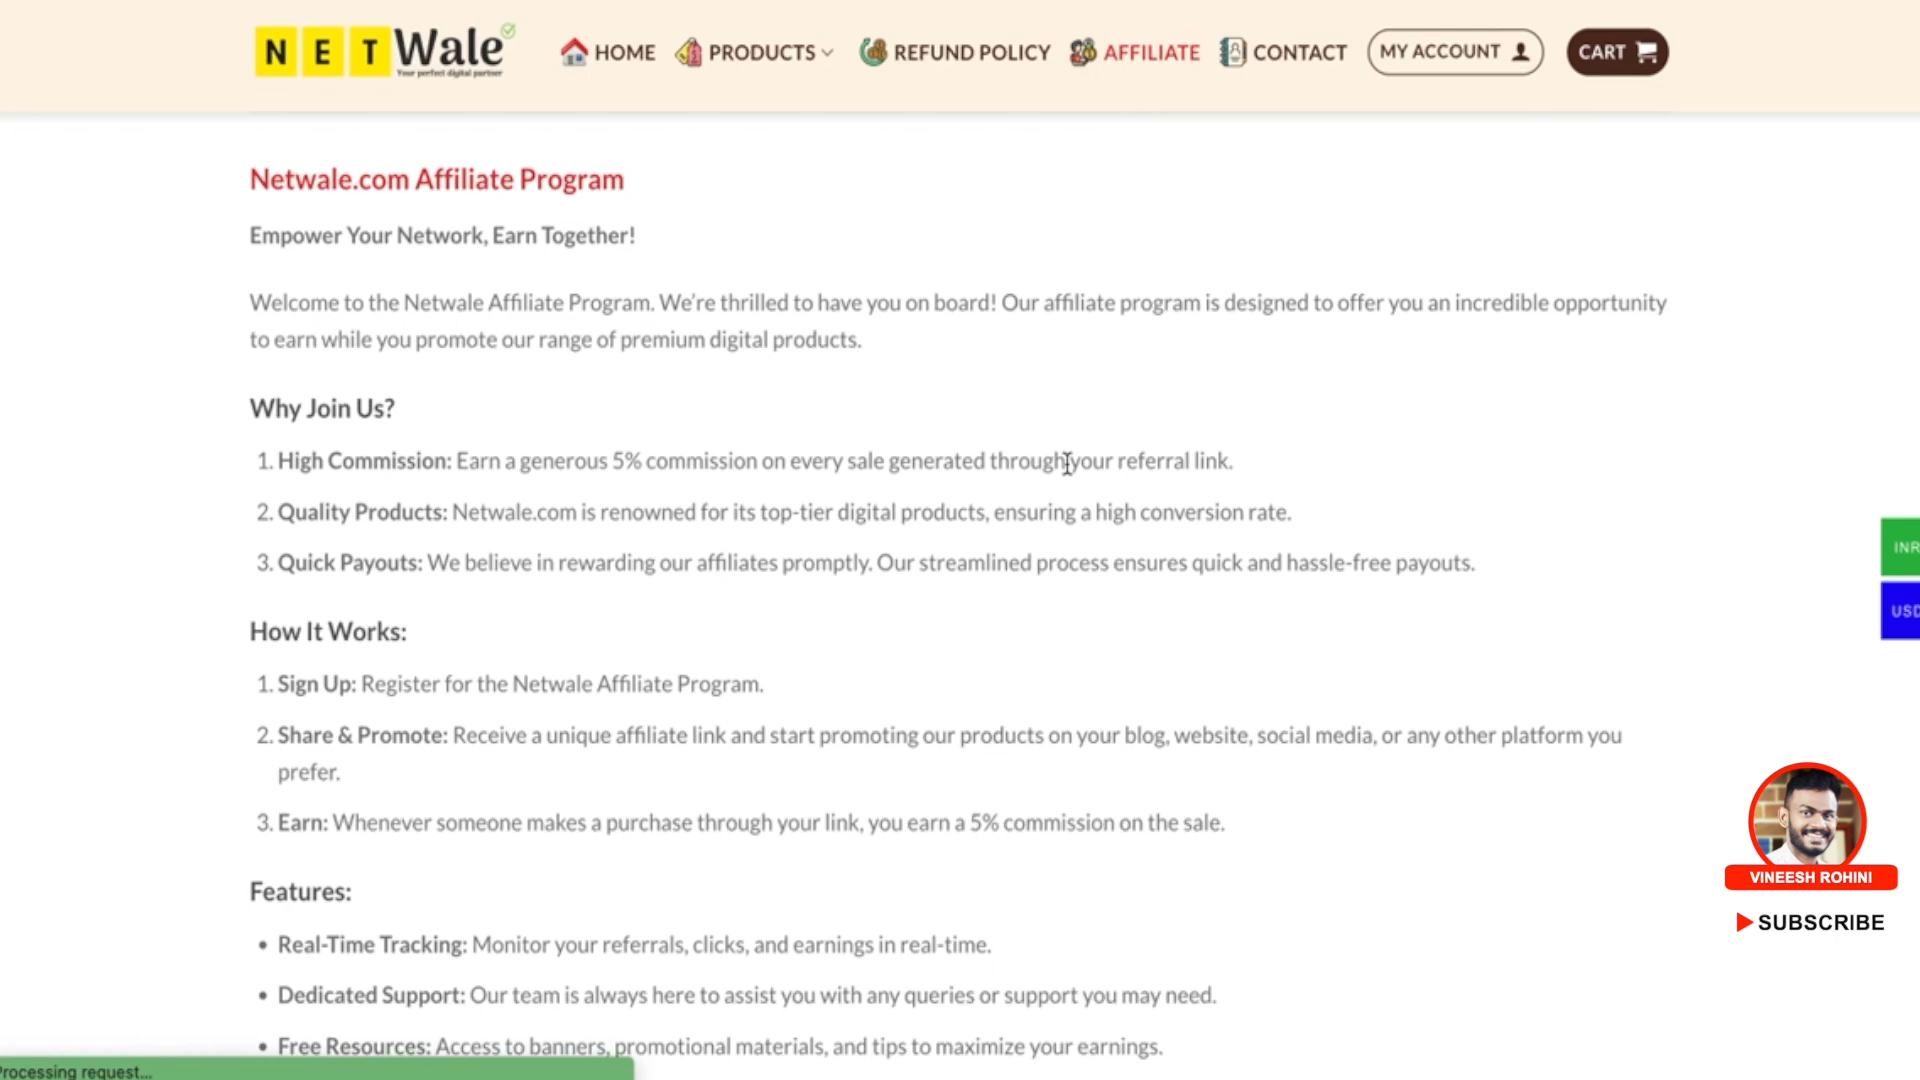 NET Wale
Your perfect digital partner
HOME
PRODUCTS
REFUND POLICY
AFFILIATE
CONTACT
MY ACCOUNT
CART
Netwale.com Affiliate Program
Empower Your Network, Earn Together!
Welcome to the Netwale Affiliate Program. We’re thrilled to have you on board! Our affiliate program is designed to offer you an incredible opportunity
to earn while you promote our range of premium digital products.
Why Join Us?
1. High Commission: Earn a generous 5% commission on every sale generated through your referral link.
2. Quality Products: Netwale.com is renowned for its top-tier digital products, ensuring a high conversion rate.
3. Quick Payouts: We believe in rewarding our affiliates promptly. Our streamlined process ensures quick and hassle-free payouts.
INR
USD
How It Works:
1. Sign Up: Register for the Netwale Affiliate Program.
2. Share & Promote: Receive a unique affiliate link and start promoting our products on your blog, website, social media, or any other platform you
prefer.
3. Earn: Whenever someone makes a purchase through your link, you earn a 5% commission on the sale.
VINEESH ROHINI
SUBSCRIBE
Features:
• Real-Time Tracking: Monitor your referrals, clicks, and earnings in real-time.
• Dedicated Support: Our team is always here to assist you with any queries or support you may need.
• Free Resources: Access to banners, promotional materials, and tips to maximize your earnings.
Processing request...